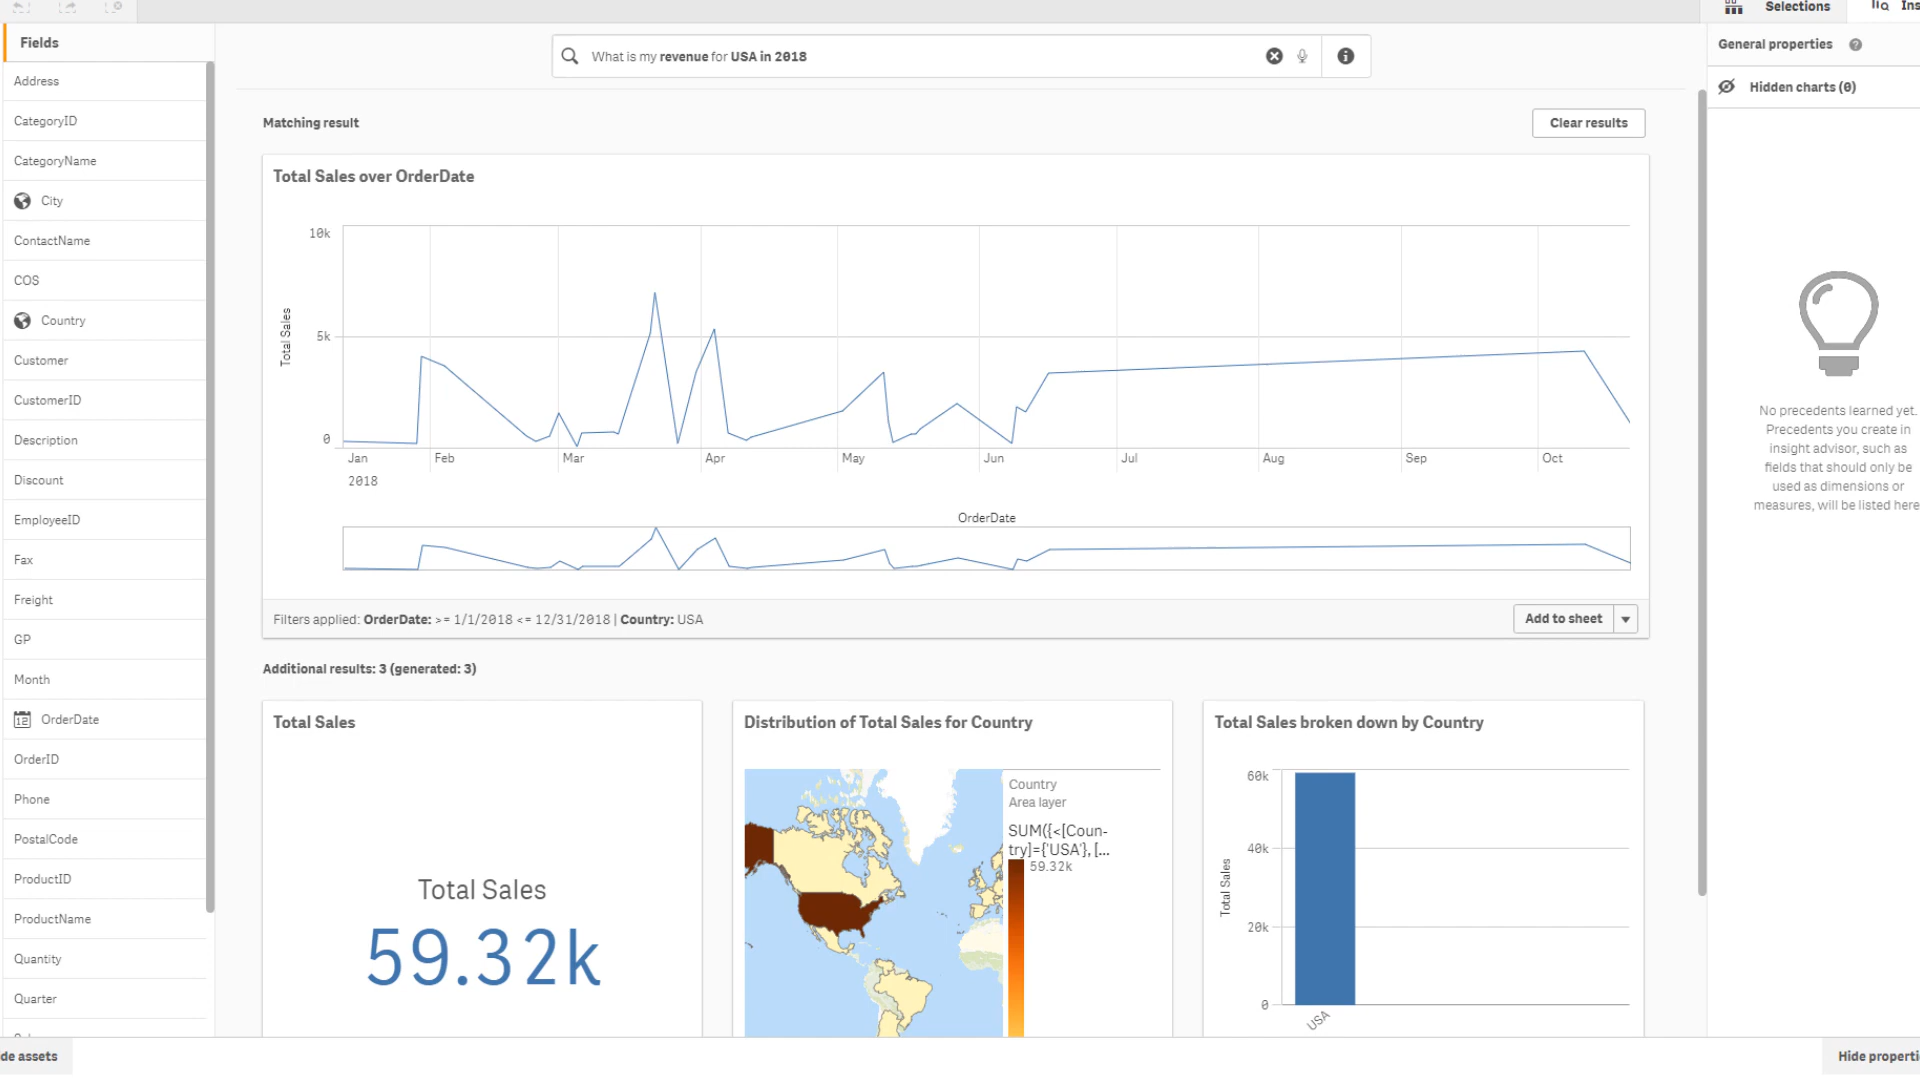 Selections
Ins
Fields
General properties
What is my revenue for USA in 2018
Address
Hidden charts (0)
CategoryID
Matching result
Clear results
CategoryName
Total Sales over OrderDate
City
ContactName
COS
Country
Customer
CustomerID
Description
Discount
EmployeeID
Fax
Freight
GP
Month
12
OrderDate
OrderID
Phone
PostalCode
ProductID
ProductName
Quantity
Quarter
10k
5k
0
Total Sales
Jan
Feb
Mar
Apr
May
Jun
Jul
Aug
Sep
Oct
2018
OrderDate
Filters applied: OrderDate: >= 1/1/2018 <= 12/31/2018 | Country: USA
Add to sheet
No precedents learned yet.
Precedents you create in
insight advisor, such as
fields that should only be
used as dimensions or
measures, will be listed here
Additional results: 3 (generated: 3)
Total Sales
Total Sales
59.32k
Distribution of Total Sales for Country
Country
Area layer
SUM({<[Coun-
try]={'USA'}, [...
59.32k
Total Sales broken down by Country
60k
40k
20k
0
Total Sales
USA
de assets
Hide properti